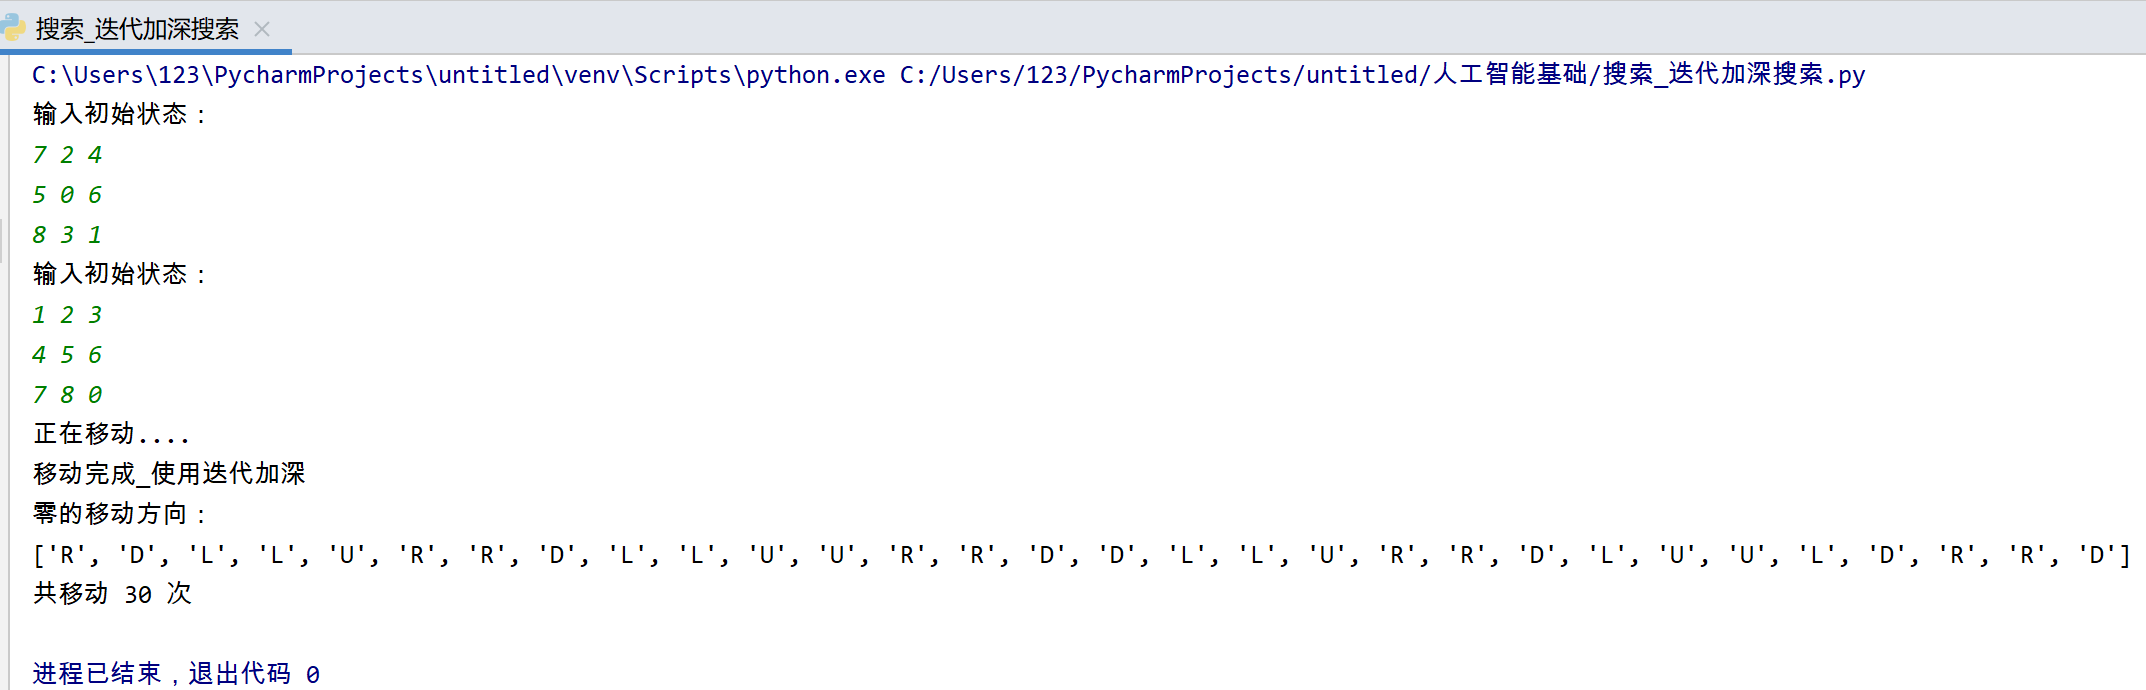 搜索_迭代加深搜索
C:\Users\123\PycharmProjects\untitled\venv\Scripts\python.exe C:/Users/123/PycharmProjects/untitled/人工智能基础/搜索_迭代加深搜索.py
输入初始状态：
7 2 4
5 0 6
8 3 1
输入初始状态：
1 2 3
4 5 6
7 8 0
正在移动....
移动完成_使用迭代加深
零的移动方向：
['R', 'D', 'L', 'L', 'U', 'R', 'R', 'D', 'L', 'L', 'U', 'U', 'R', 'R', 'D', 'D', 'L', 'L', 'U', 'R', 'R', 'D', 'L', 'U', 'U', 'L', 'D', 'R', 'R', 'D']
共移动 30 次
进程已结束，退出代码 0